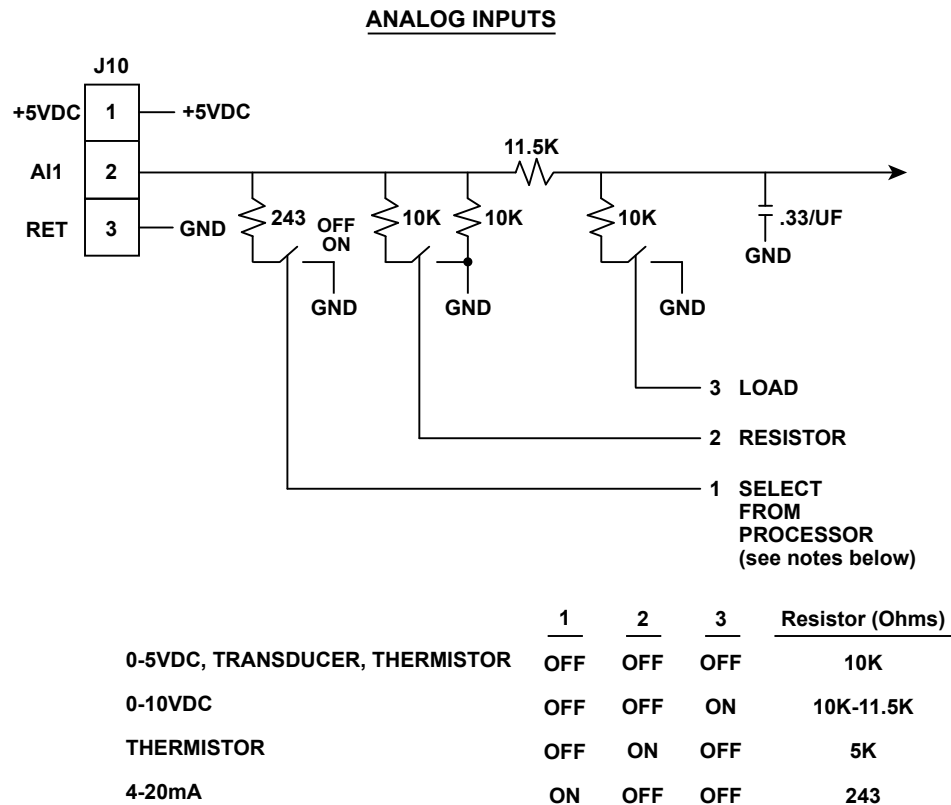 ANALOG INPUTS
J10
+5VDC 1 +5VDC
11.5K
AI1 2
RET 3 GND
243
OFF
ON
10K 10K
10K
.33/UF
GND
GND GND GND
3 LOAD
2 RESISTOR
1 SELECT
FROM
PROCESSOR
(see notes below)
1 2 3 Resistor (Ohms)
0-5VDC, TRANSDUCER, THERMISTOR OFF OFF OFF 10K
0-10VDC OFF OFF ON 10K-11.5K
THERMISTOR OFF ON OFF 5K
4-20mA ON OFF OFF 243